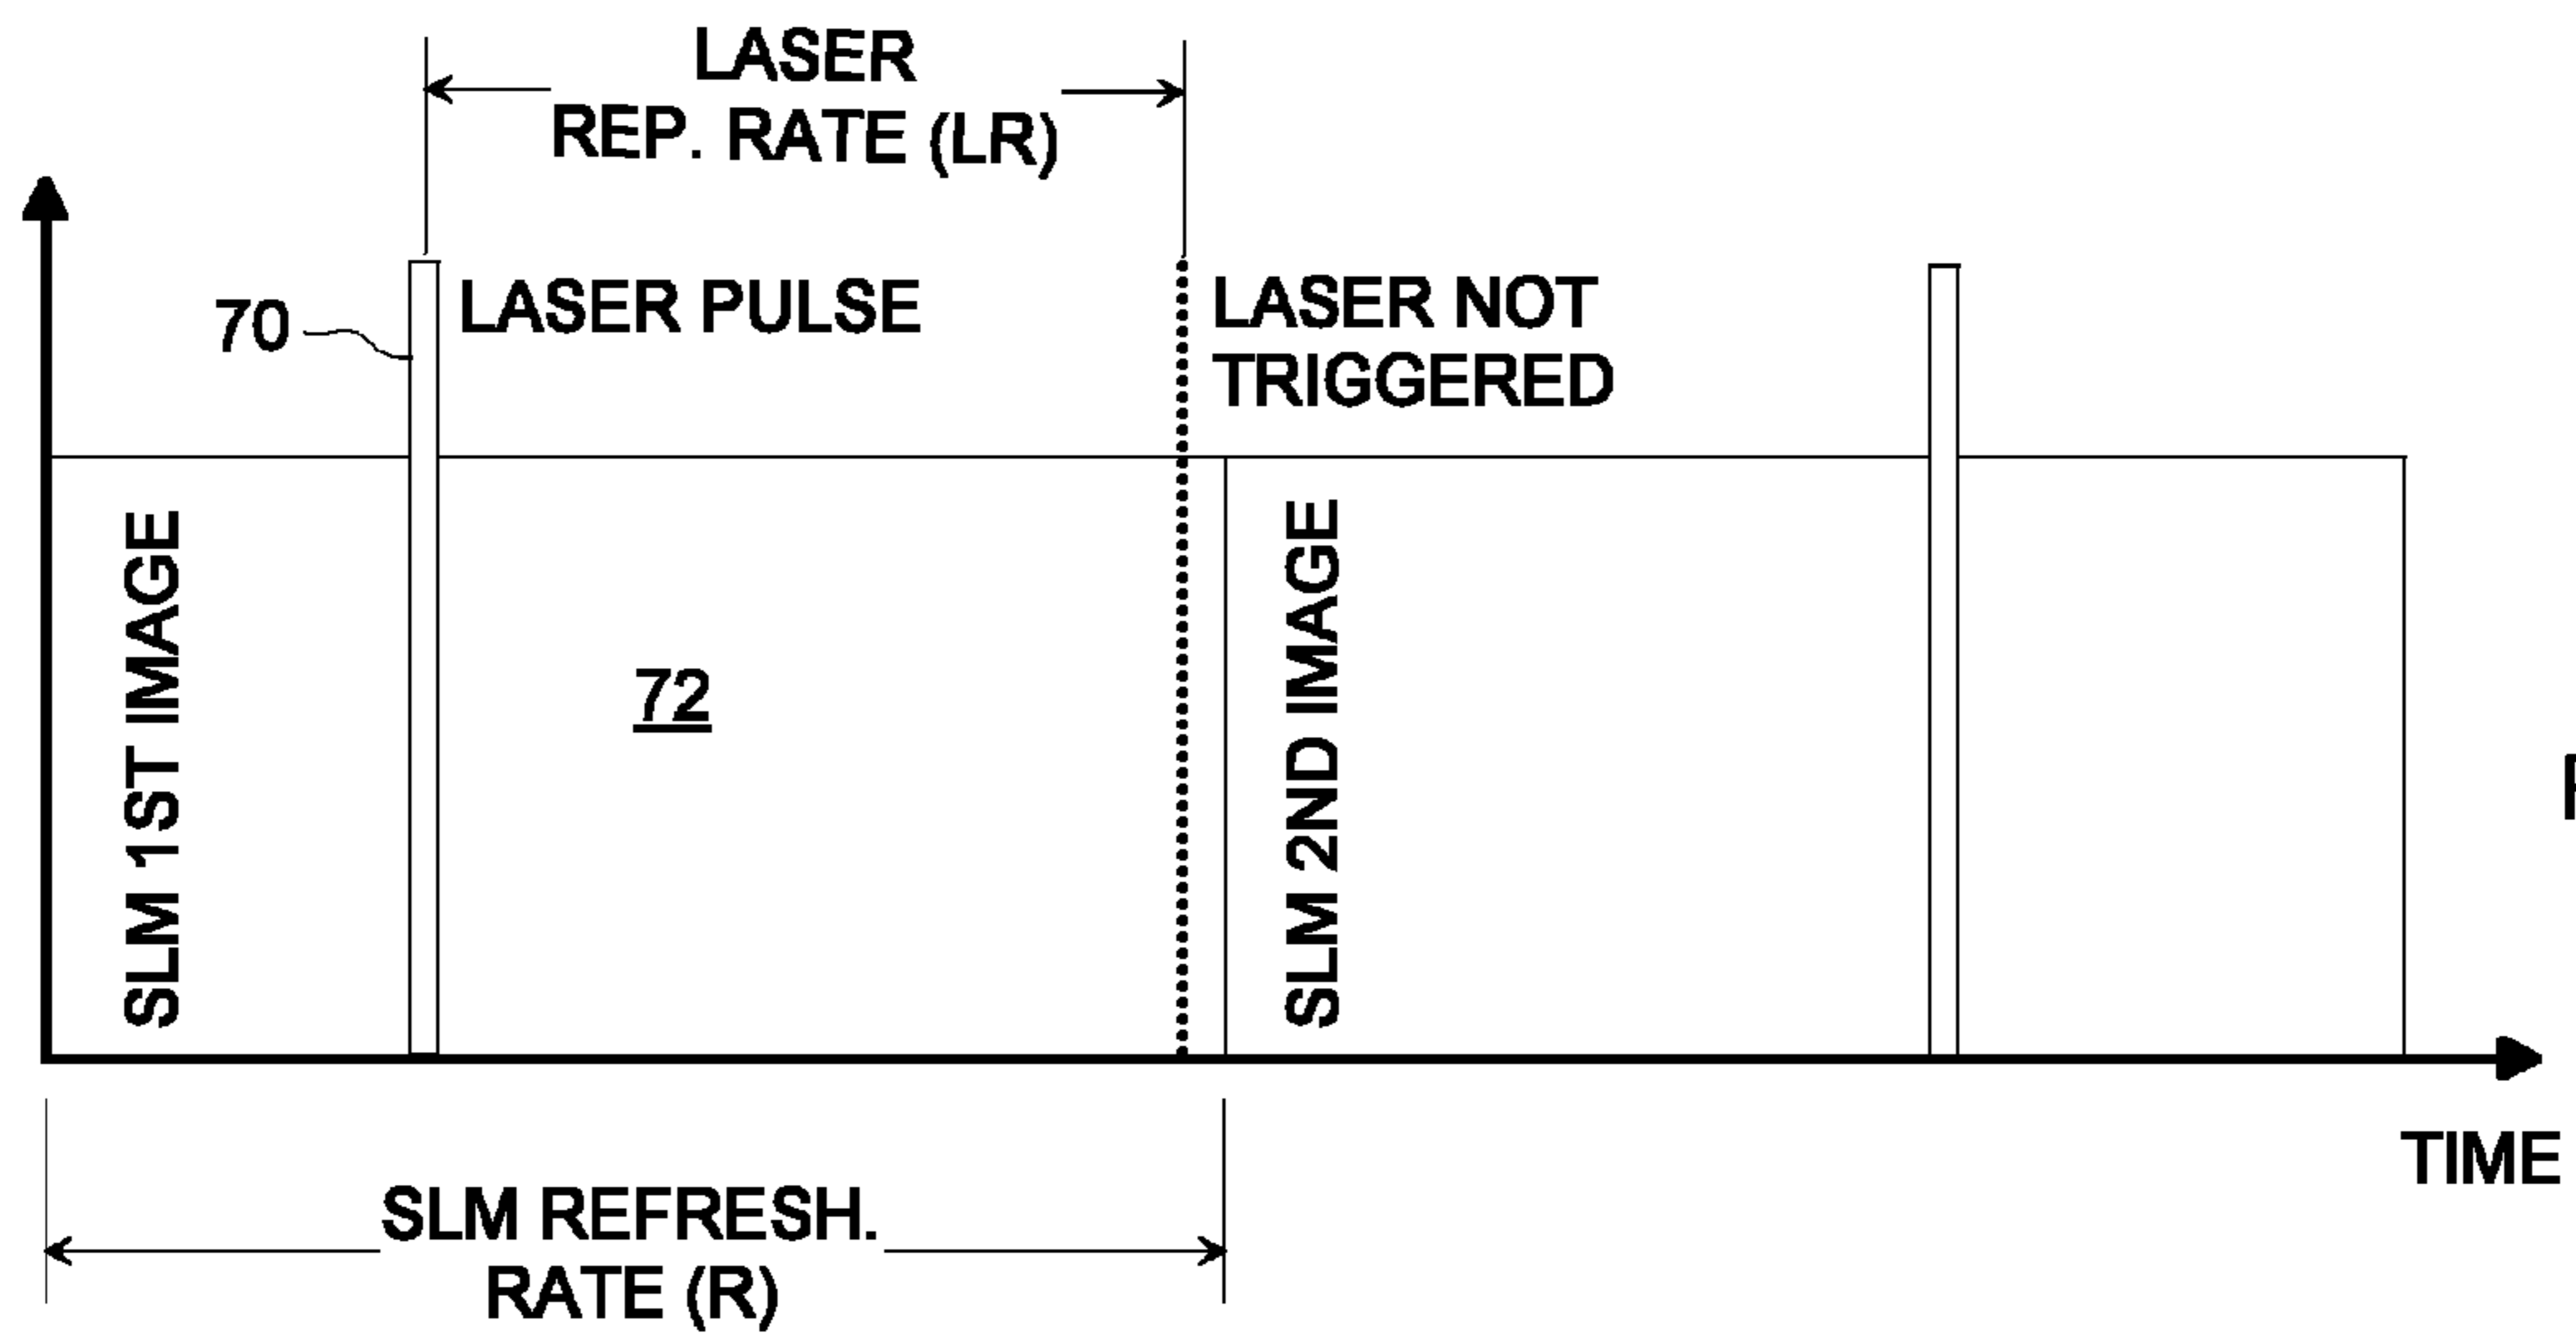 LASER
REP. RATE (LR)
70
LASER PULSE
LASER NOT
TRIGGERED
SLM 1ST IMAGE
72
SLM 2ND IMAGE
TIME
SLM REFRESH.
RATE (R)